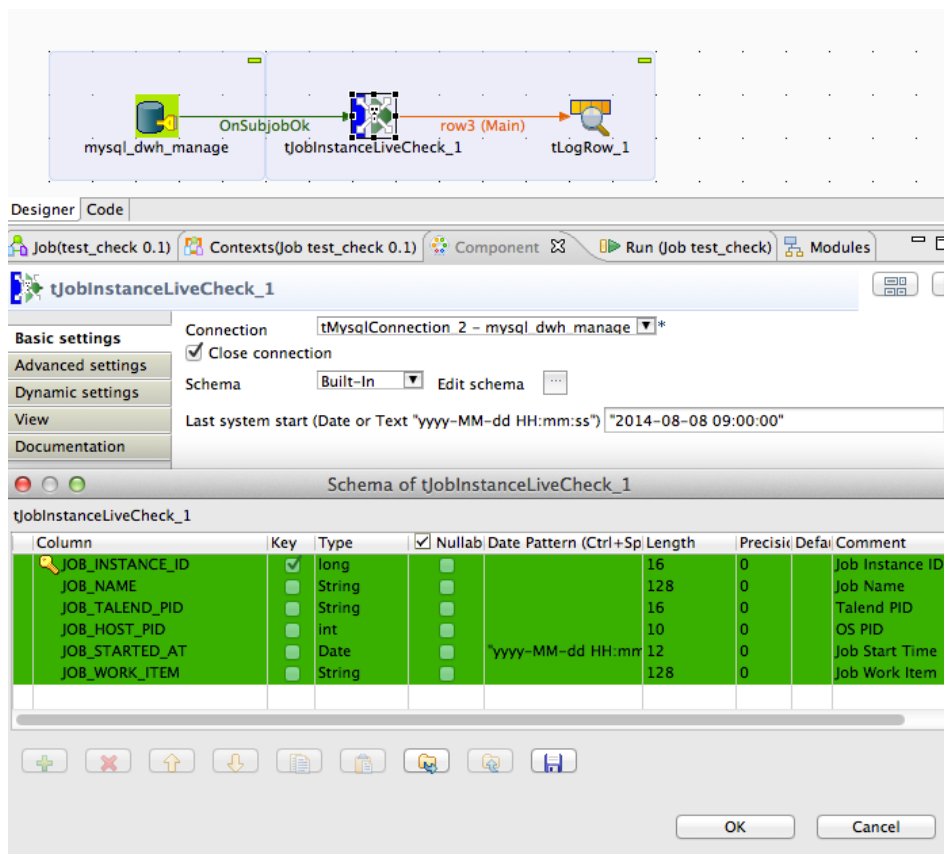 OnSubjobOk
row3 (Main)
mysql_dwh_manage
tJobInstanceLiveCheck_1
tLogRow_1
Designer Code
Job(test_check 0.1) Contexts(Job test_check 0.1) Component Run (Job test_check) Modules
tJobInstanceLiveCheck_1
Basic settings
Advanced settings
Dynamic settings
View
Documentation
Connection tMysqlConnection_2 - mysql_dwh_manage *
Close connection
Schema Built-In Edit schema ...
Last system start (Date or Text "yyyy-MM-dd HH:mm:ss") "2014-08-08 09:00:00"
Schema of tJobInstanceLiveCheck_1
tJobInstanceLiveCheck_1
Column Key Type Nullab Date Pattern (Ctrl+Sp Length Precisic Defau Comment
JOB_INSTANCE_ID long 16 0 Job Instance ID
JOB_NAME String 128 0 Job Name
JOB_TALEND_PID String 16 0 Talend PID
JOB_HOST_PID int 10 0 OS PID
JOB_STARTED_AT Date "yyyy-MM-dd HH:mm 12 0 Job Start Time
JOB_WORK_ITEM String 128 0 Job Work Item
OK Cancel